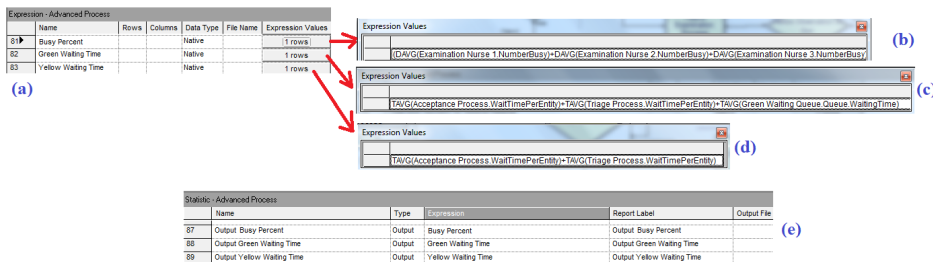 Expression - Advanced Process
Name Rows Columns Data Type File Name Expression Values
81 Busy Percent Native 1 rows
82 Green Waiting Time Native 1 rows
83 Yellow Waiting Time Native 1 rows
(a)
Expression Values
(DAVG(Examination Nurse 1.NumberBusy)+DAVG(Examination Nurse 2.NumberBusy)+DAVG(Examination Nurse 3.NumberBusy)
(b)
Expression Values
TAVG(Acceptance Process.WaitTimePerEntity)+TAVG(Triage Process.WaitTimePerEntity)+TAVG(Green Waiting Queue.Queue.WaitingTime)
(c)
Expression Values
TAVG(Acceptance Process.WaitTimePerEntity)+TAVG(Triage Process.WaitTimePerEntity)
(d)
Statistic - Advanced Process
Name Type Expression Report Label Output File
87 Output Busy Percent Output Busy Percent Output Busy Percent
88 Output Green Waiting Time Output Green Waiting Time Output Green Waiting Time
89 Output Yellow Waiting Time Output Yellow Waiting Time Output Yellow Waiting Time
(e)